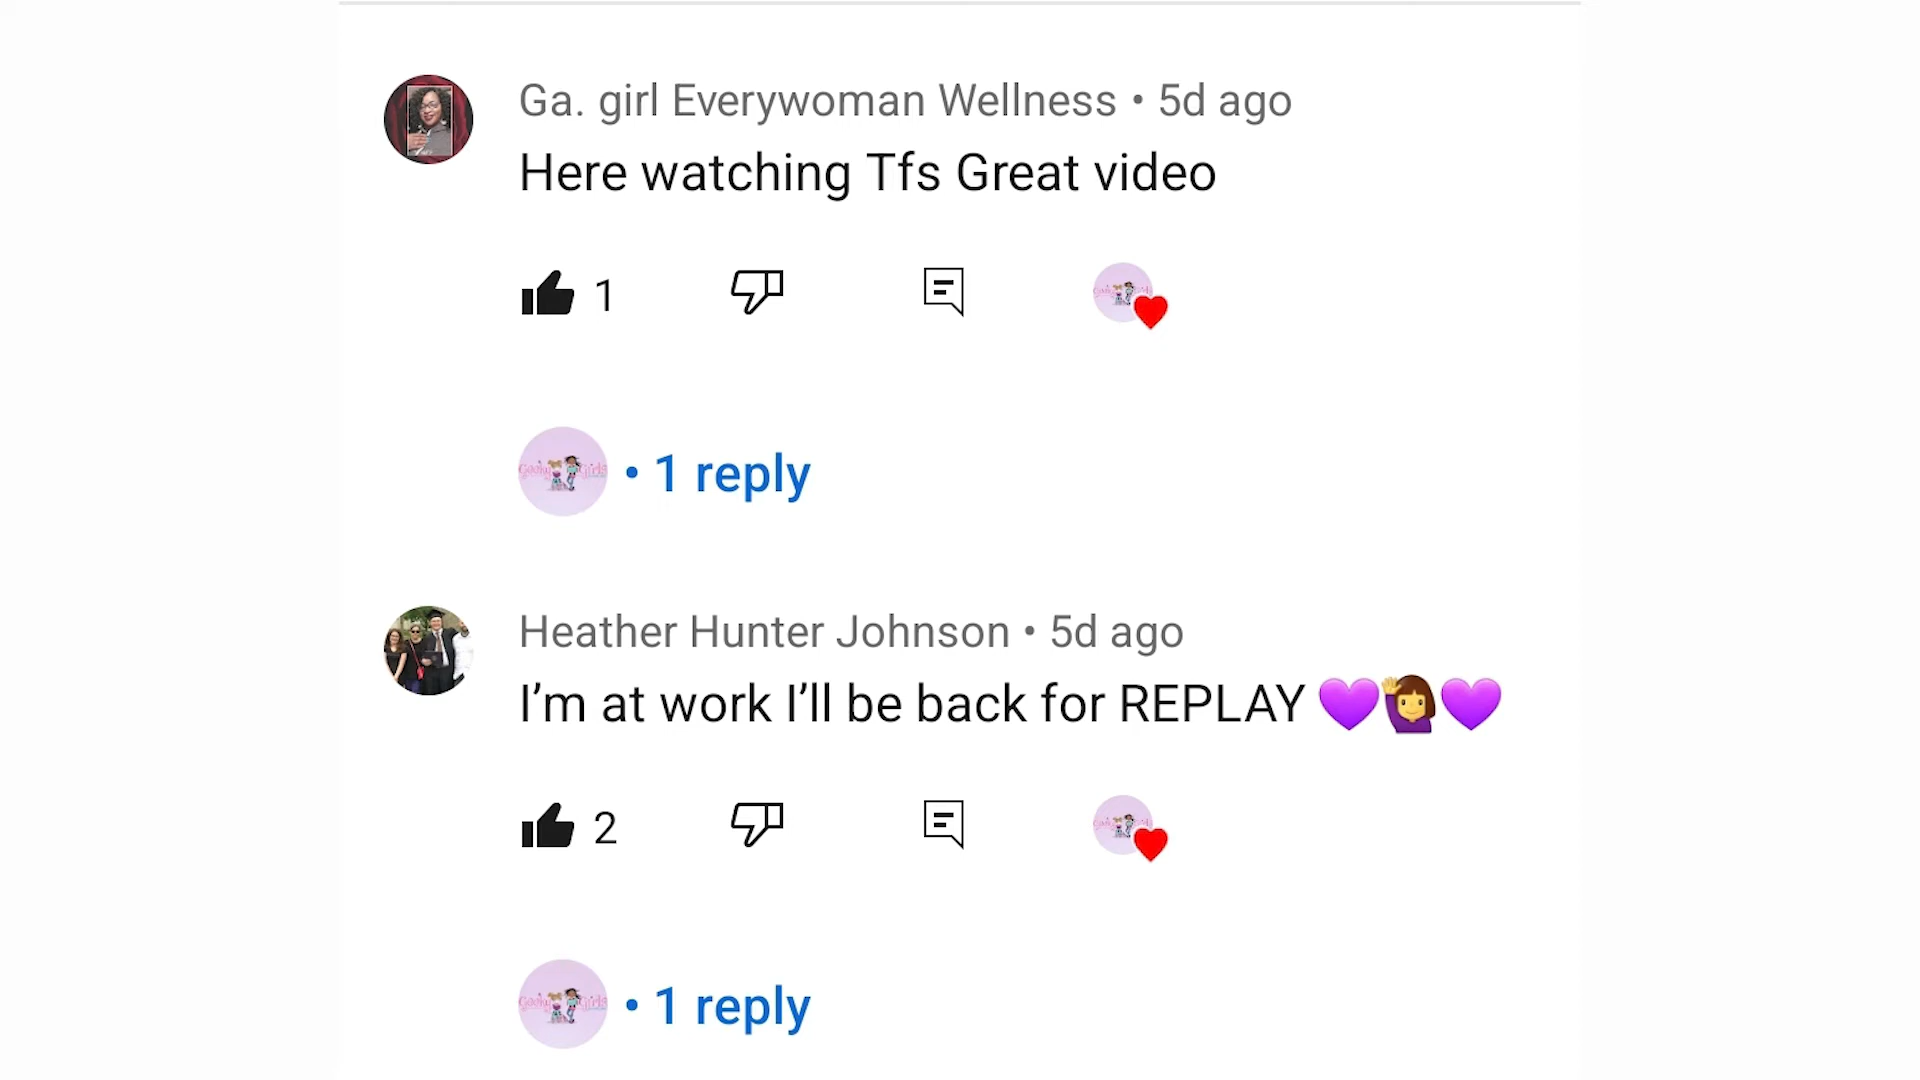 Ga. girl Everywoman Wellness • 5d ago
Here watching Tfs Great video
1
• 1 reply
Heather Hunter Johnson • 5d ago
I’m at work I’ll be back for REPLAY 💜🙋‍♀️💜
2
• 1 reply